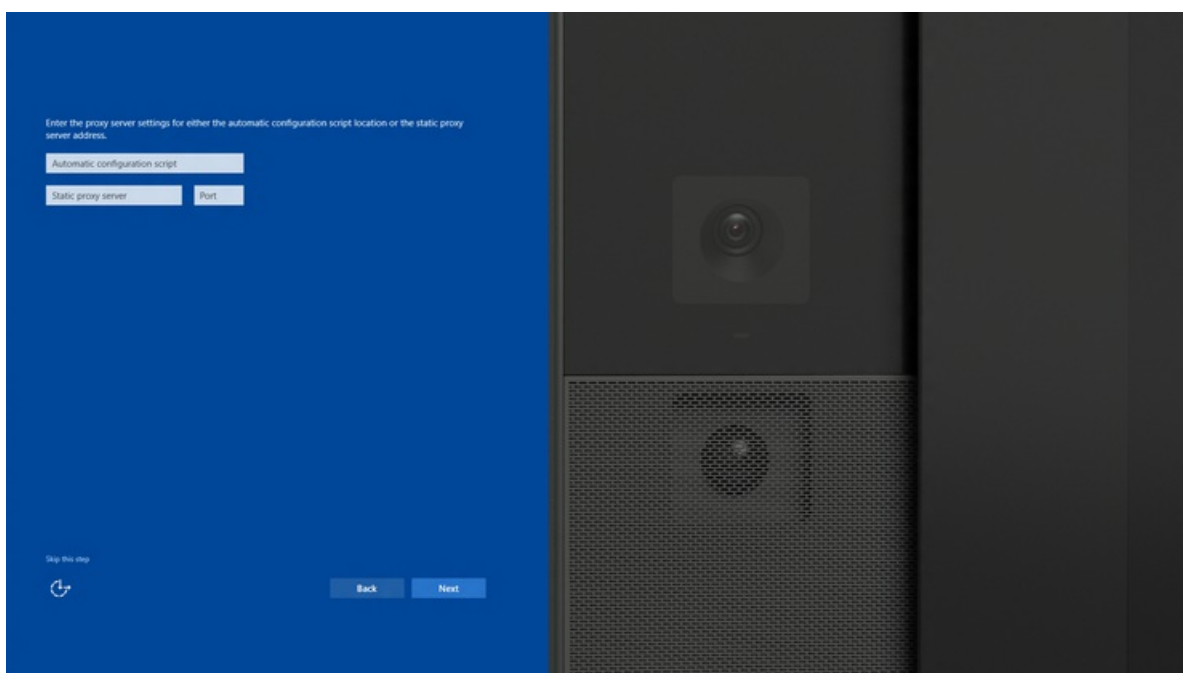 Enter the proxy server settings for either the automatic configuration script location or the static proxy
server address.
Automatic configuration script
Static proxy server
Port
Skip this step
Back
Next